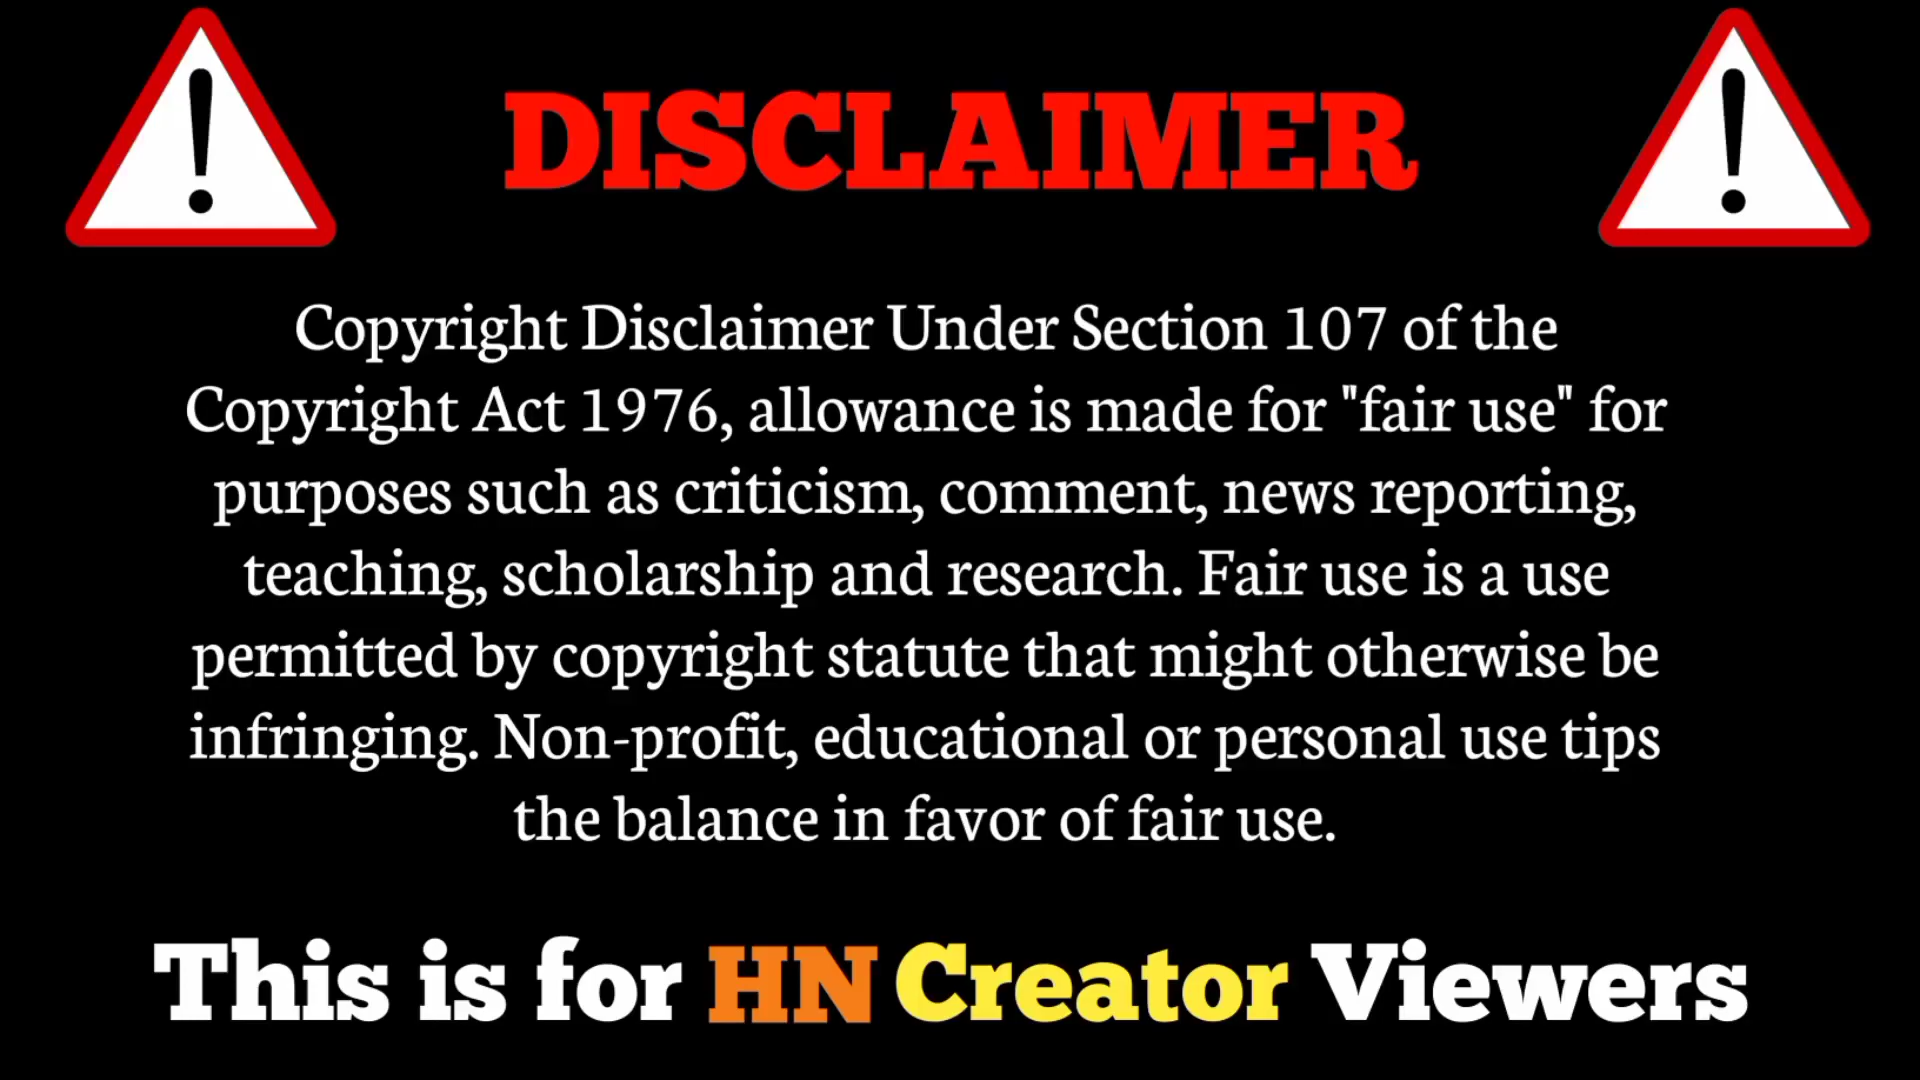 DISCLAIMER
Copyright Disclaimer Under Section 107 of the
Copyright Act 1976, allowance is made for "fair use" for
purposes such as criticism, comment, news reporting,
teaching, scholarship and research. Fair use is a use
permitted by copyright statute that might otherwise be
infringing. Non-profit, educational or personal use tips
the balance in favor of fair use.
This is for HN Creator Viewers